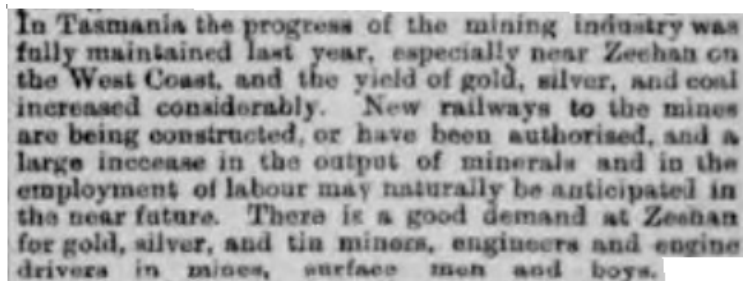 In Tasmania the progress of the mining industry was
fully maintained last year, especially near Zeehan on
the West Coast, and the yield of gold, silver, and coal
increased considerably. New railways to the mines
are being constructed, or have been authorised, and a
large inccease in the output of minerals and in the
employment of labour may naturally be anticipated in
the near future. There is a good demand at Zeehan
for gold, silver, and tin miners, engineers and engine
drivers in mines, surface men and boys.